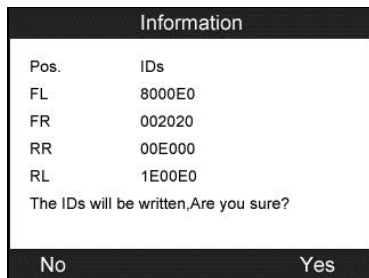 Information
Pos. IDs
FL 8000E0
FR 002020
RR 00E000
RL 1E00E0
The IDs will be written,Are you sure?
No Yes